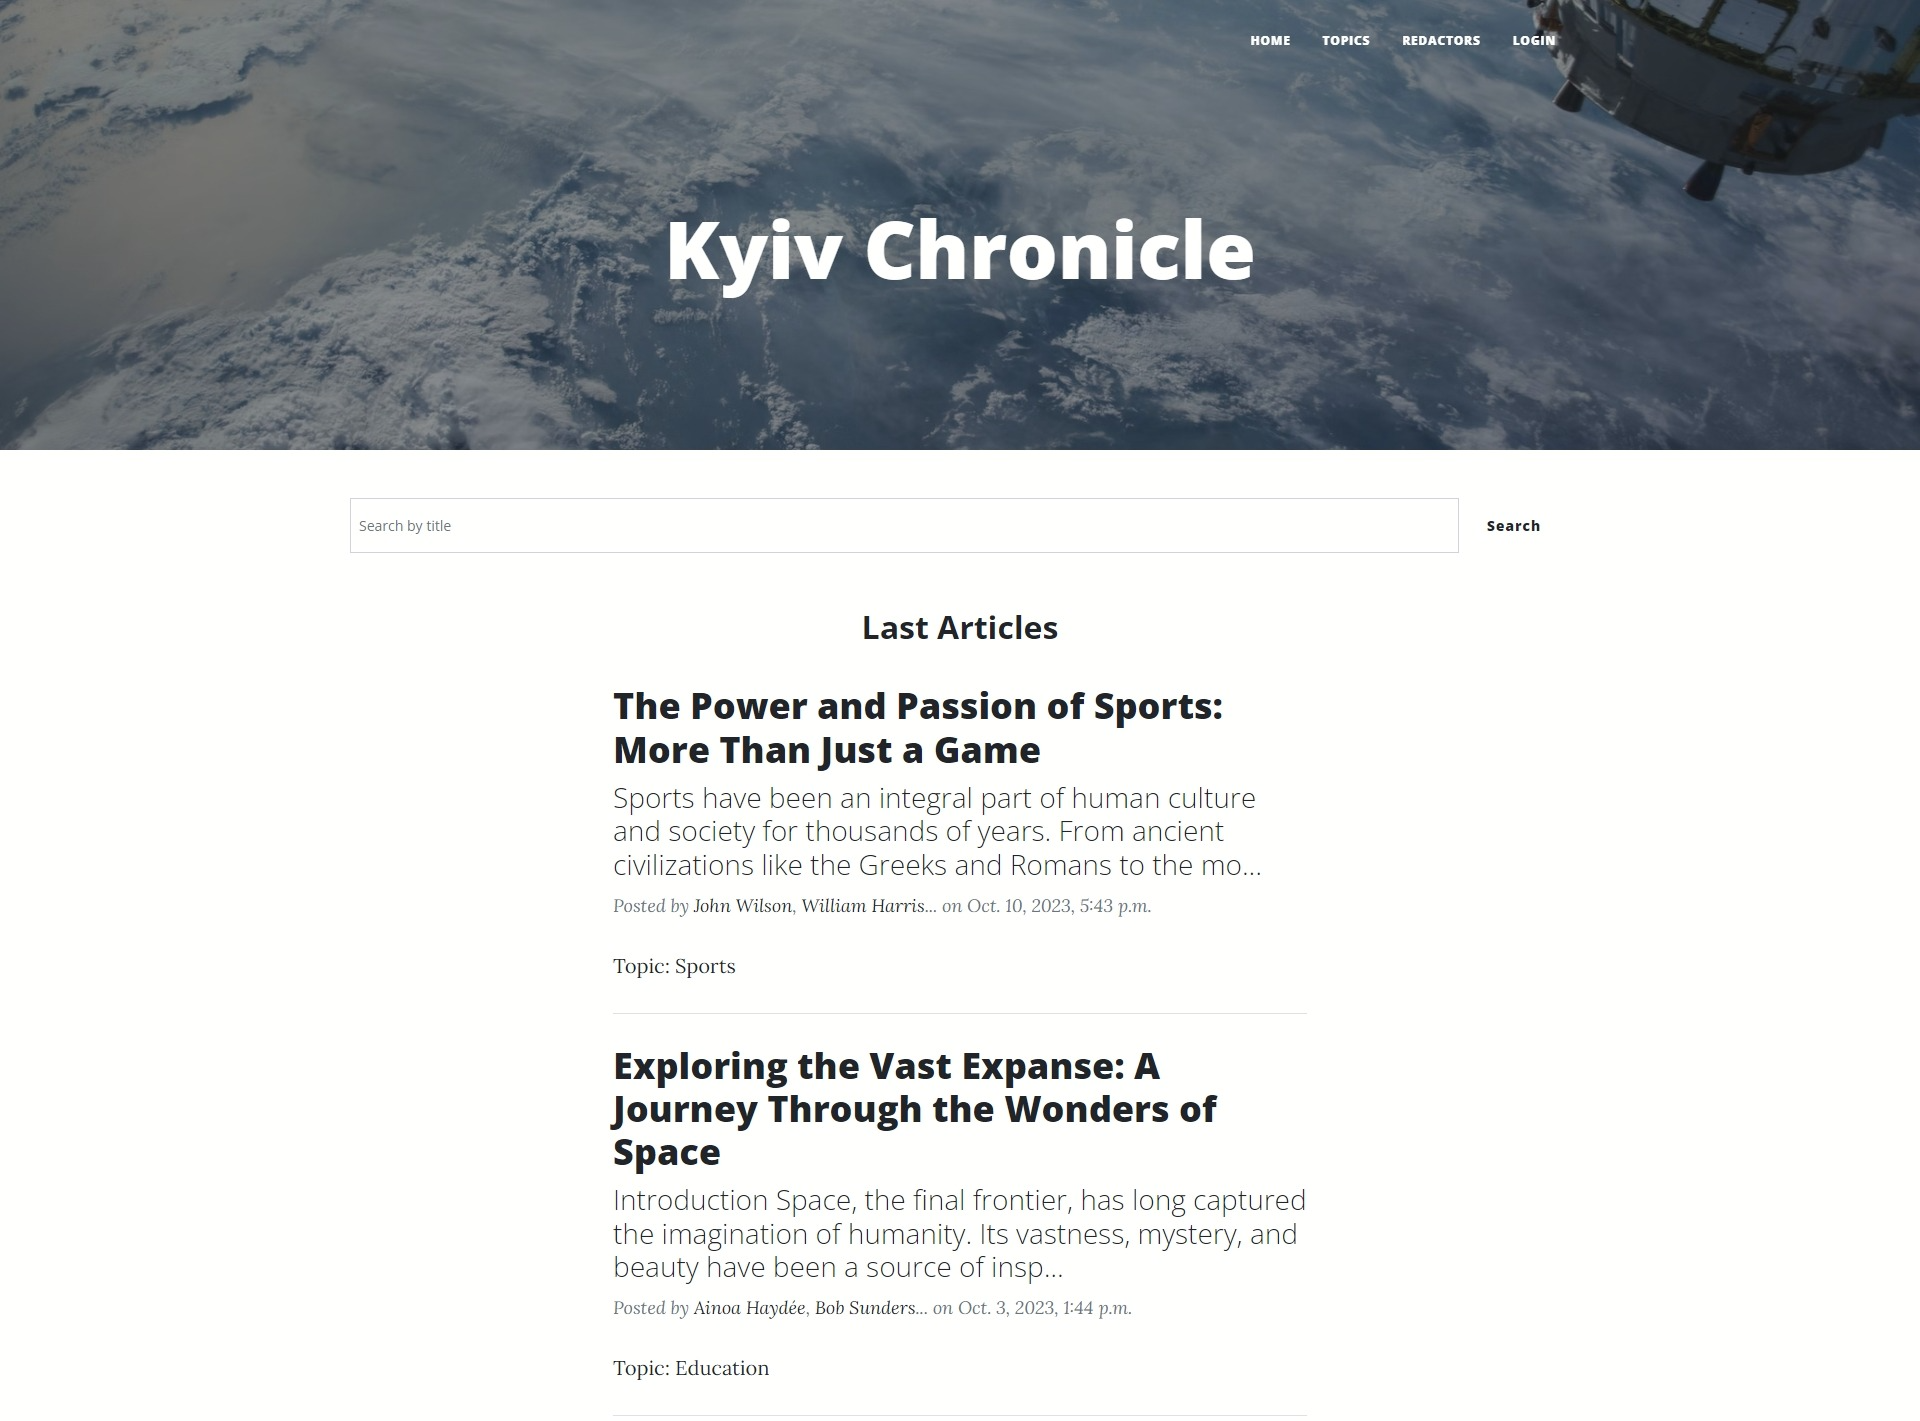 HOME TOPICS REDACTORS LOGIN
Kyiv Chronicle
Search by title
Search
Last Articles
The Power and Passion of Sports:
More Than Just a Game
Sports have been an integral part of human culture
and society for thousands of years. From ancient
civilizations like the Greeks and Romans to the mo…
Posted by John Wilson, William Harris... on Oct. 10, 2023, 5:43 p.m.
Topic: Sports
Exploring the Vast Expanse: A
Journey Through the Wonders of
Space
Introduction Space, the final frontier, has long captured
the imagination of humanity. Its vastness, mystery, and
beauty have been a source of insp…
Posted by Ainoa Haydée, Bob Sunders... on Oct. 3, 2023, 1:44 p.m.
Topic: Education